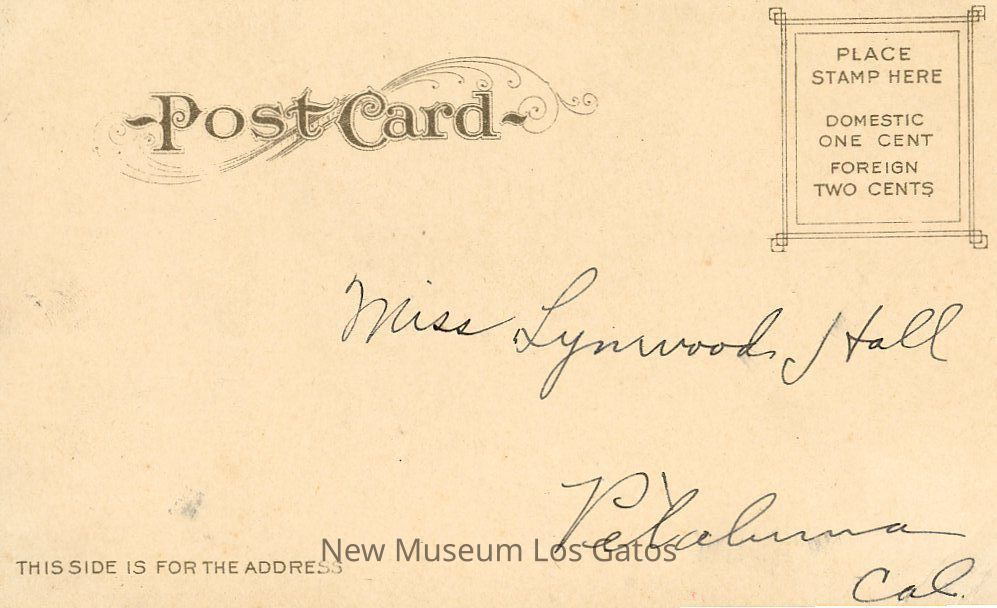 Post Card
PLACE
STAMP HERE
DOMESTIC
ONE CENT
FOREIGN
TWO CENTS
Miss Lynwood Hall
Petaluma
Cal.
THIS SIDE IS FOR THE ADDRESS
New Museum Los Gatos